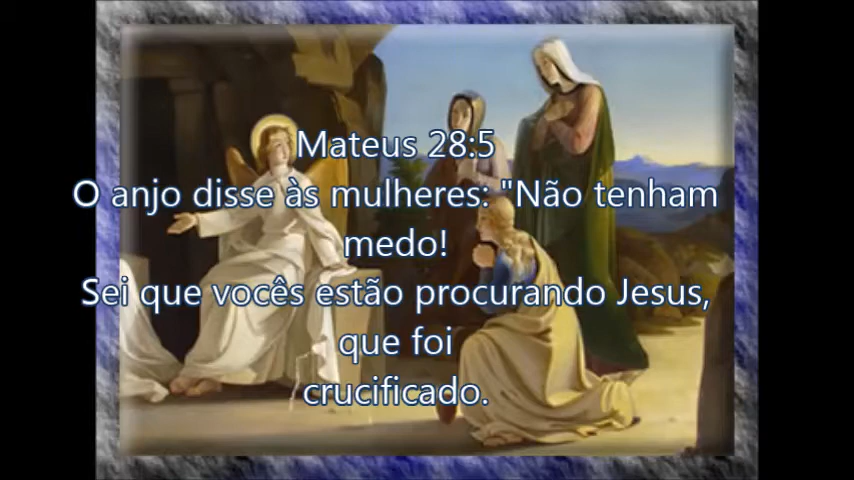 Mateus 28:5
O anjo disse às mulheres: "Não tenham
medo!
Sei que vocês estão procurando Jesus,
que foi
crucificado.